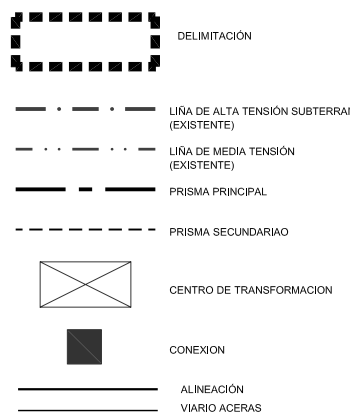 DELIMITACIÓN
LIÑA DE ALTA TENSIÓN SUBTERRA
(EXISTENTE)
LIÑA DE MEDIA TENSIÓN
(EXISTENTE)
PRISMA PRINCIPAL
PRISMA SECUNDARIAO
CENTRO DE TRANSFORMACION
CONEXION
ALINEACIÓN
VIARIO ACERAS